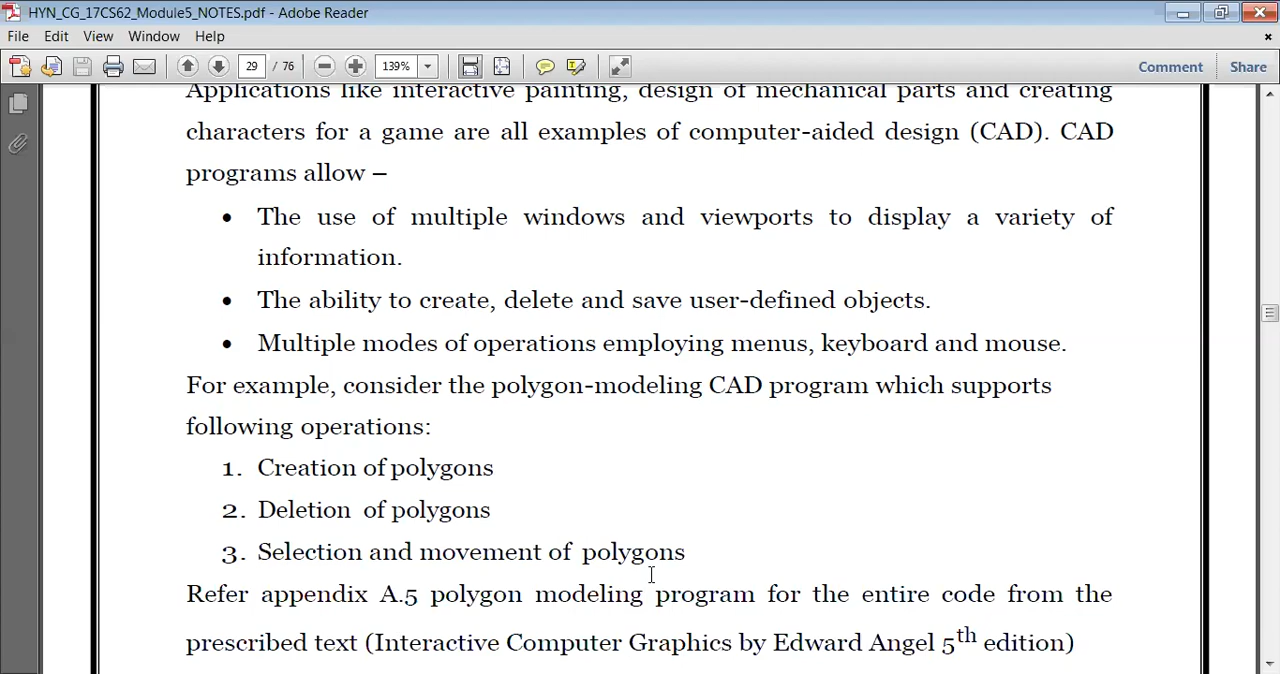 HYN_CG_17CS62_Module5_NOTES.pdf - Adobe Reader
File Edit View Window Help
29 / 76 139% Comment Share
Applications like interactive painting, design of mechanical parts and creating
characters for a game are all examples of computer-aided design (CAD). CAD
programs allow –
• The use of multiple windows and viewports to display a variety of
information.
• The ability to create, delete and save user-defined objects.
• Multiple modes of operations employing menus, keyboard and mouse.
For example, consider the polygon-modeling CAD program which supports
following operations:
1. Creation of polygons
2. Deletion of polygons
3. Selection and movement of polygons
Refer appendix A.5 polygon modeling program for the entire code from the
prescribed text (Interactive Computer Graphics by Edward Angel 5th edition)